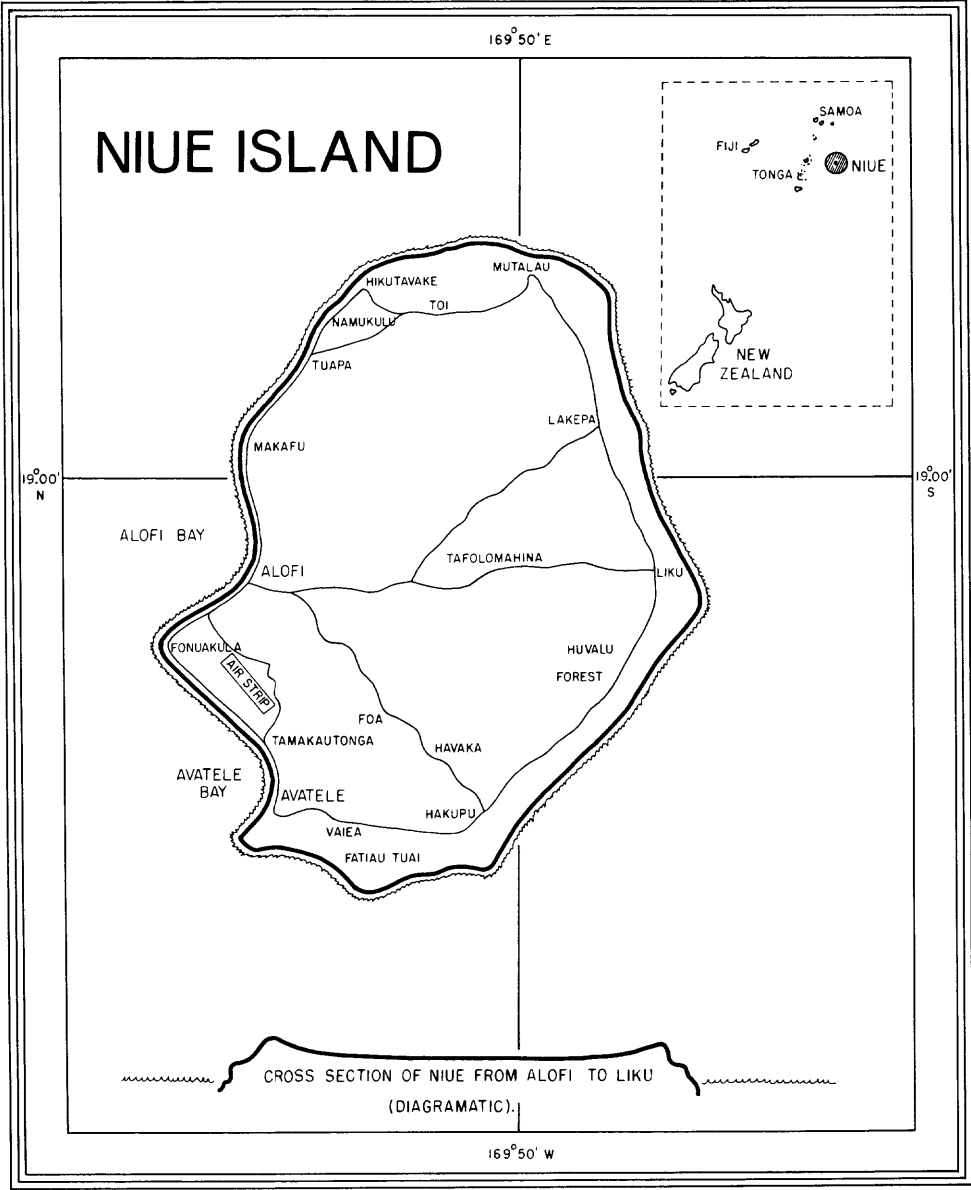 169°50' E
NIUE ISLAND
SAMOA
FIJI
NIUE
TONGA
NEW
ZEALAND
MUTALAU
HIKUTAVAKE
TOI
NAMUKULU
TUAPA
LAKEPA
MAKAFU
19°00'
N
19°00'
S
ALOFI BAY
TAFOLOMAHINA
ALOFI
LIKU
FONUAKULA
HUVALU
FOREST
AIR STRIP
FOA
TAMAKAUTONGA
HAVAKA
AVATELE
BAY
AVATELE
HAKUPU
VAIEA
FATIAU TUAI
CROSS SECTION OF NIUE FROM ALOFI TO LIKU
(DIAGRAMATIC).
169°50' W